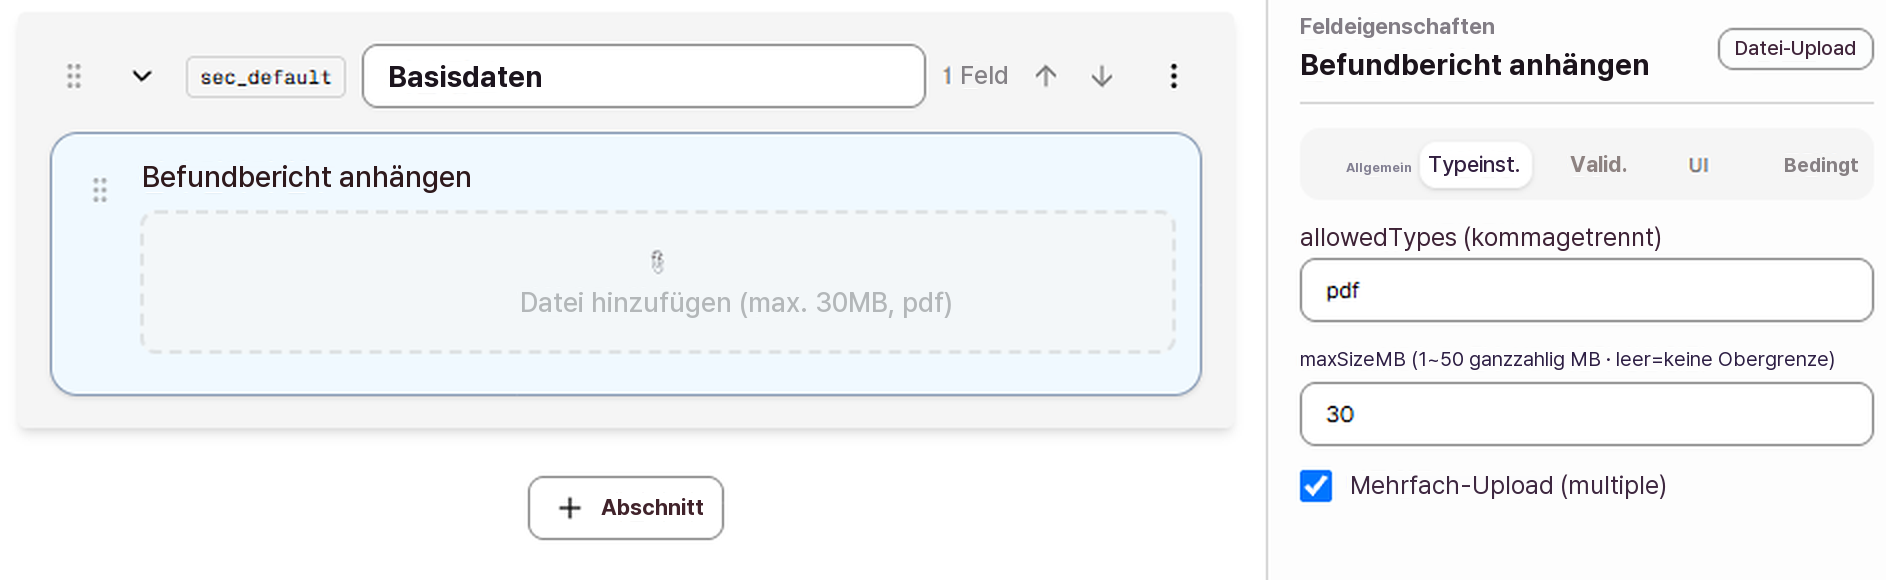 sec_default
Basisdaten
1 Feld
Befundbericht anhängen
Datei hinzufügen (max. 30MB, pdf)
Abschnitt
Feldeigenschaften
Befundbericht anhängen
Datei-Upload
Allgemein Typeinst. Valid. UI Bedingt
allowedTypes (kommagetrennt)
pdf
maxSizeMB (1~50 ganzzahlig MB · leer=keine Obergrenze)
30
Mehrfach-Upload (multiple)